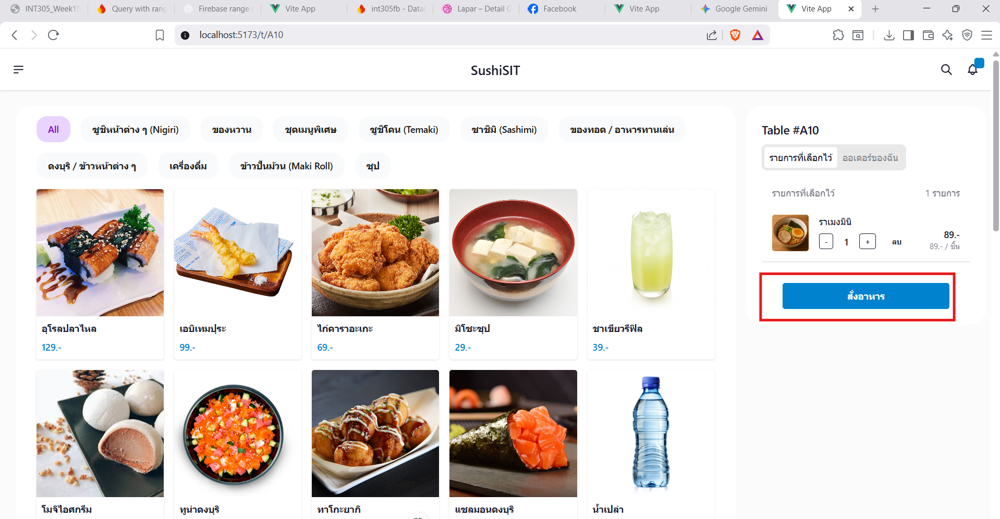 INT305_Week15
Query with rang
Firebase range
Vite App
int305fb - Data
Lapar – Detail C
Facebook
Vite App
Google Gemini
Vite App
localhost:5173/t/A10
SushiSIT
All
ซูชิหน้าต่าง ๆ (Nigiri)
ของหวาน
ชุดเมนูพิเศษ
ซูชิโคน (Temaki)
ซาชิมิ (Sashimi)
ของทอด / อาหารทานเล่น
ดงบุริ / ข้าวหน้าต่าง ๆ
เครื่องดื่ม
ข้าวปั้นม้วน (Maki Roll)
ซุป
อุโรลปลาไหล
129.-
เอบิเทมปุระ
99.-
ไก่คาราอะเกะ
69.-
มิโซะซุป
29.-
ชาเขียวรีฟิล
39.-
โมจิไอศกรีม
ทูน่าดงบุริ
ทาโกะยากิ
แซลมอนดงบุริ
น้ำเปล่า
Table #A10
รายการที่เลือกไว้
ออเดอร์ของฉัน
รายการที่เลือกไว้
1 รายการ
ราเมงมินิ
- 1 + ลบ
89.-
89.- / ชิ้น
สั่งอาหาร